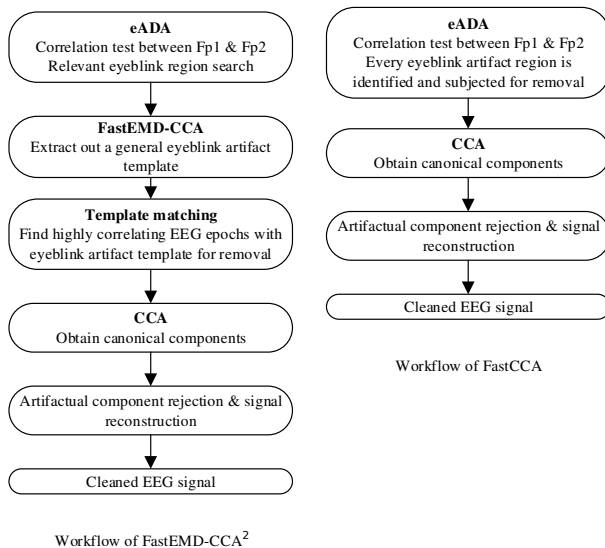 eADA
Correlation test between Fp1 & Fp2
Relevant eyeblink region search
FastEMD-CCA
Extract out a general eyeblink artifact
template
Template matching
Find highly correlating EEG epochs with
eyeblink artifact template for removal
CCA
Obtain canonical components
Artifactual component rejection & signal
reconstruction
Cleaned EEG signal
Workflow of FastEMD-CCA²
eADA
Correlation test between Fp1 & Fp2
Every eyeblink artifact region is
identified and subjected for removal
CCA
Obtain canonical components
Artifactual component rejection & signal
reconstruction
Cleaned EEG signal
Workflow of FastCCA